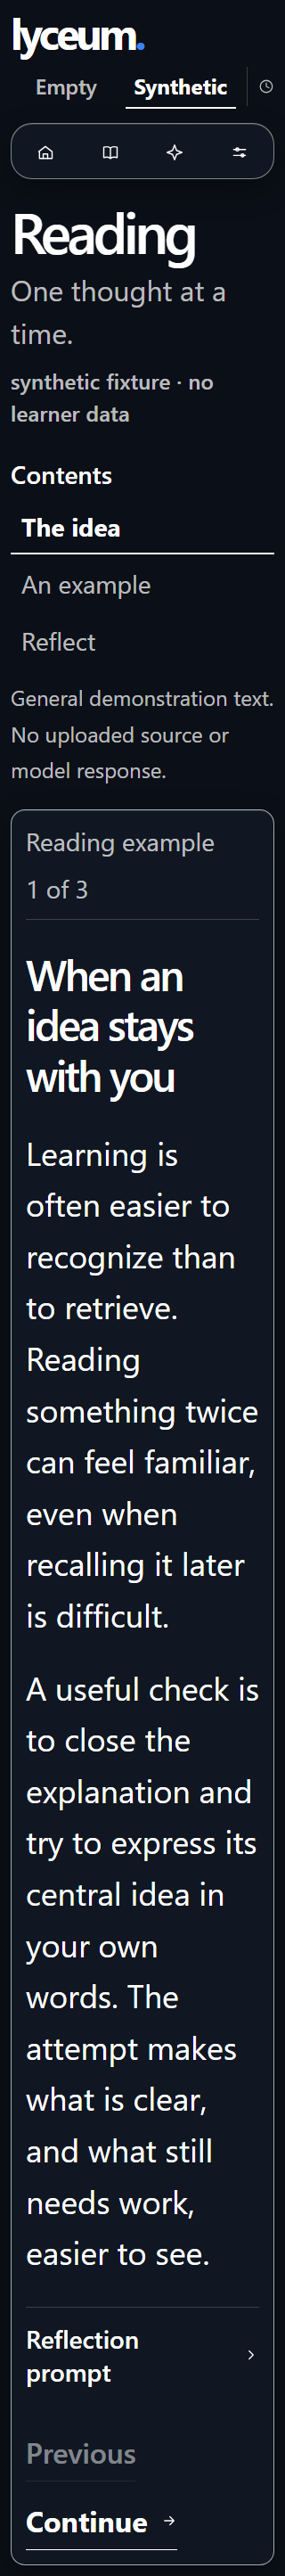 lyceum.
Empty Synthetic
Reading
One thought at a
time.
synthetic fixture · no
learner data
Contents
The idea
An example
Reflect
General demonstration text.
No uploaded source or
model response.
Reading example
1 of 3
When an
idea stays
with you
Learning is
often easier to
recognize than
to retrieve.
Reading
something twice
can feel familiar,
even when
recalling it later
is difficult.
A useful check is
to close the
explanation and
try to express its
central idea in
your own
words. The
attempt makes
what is clear,
and what still
needs work,
easier to see.
Reflection
prompt
Previous
Continue